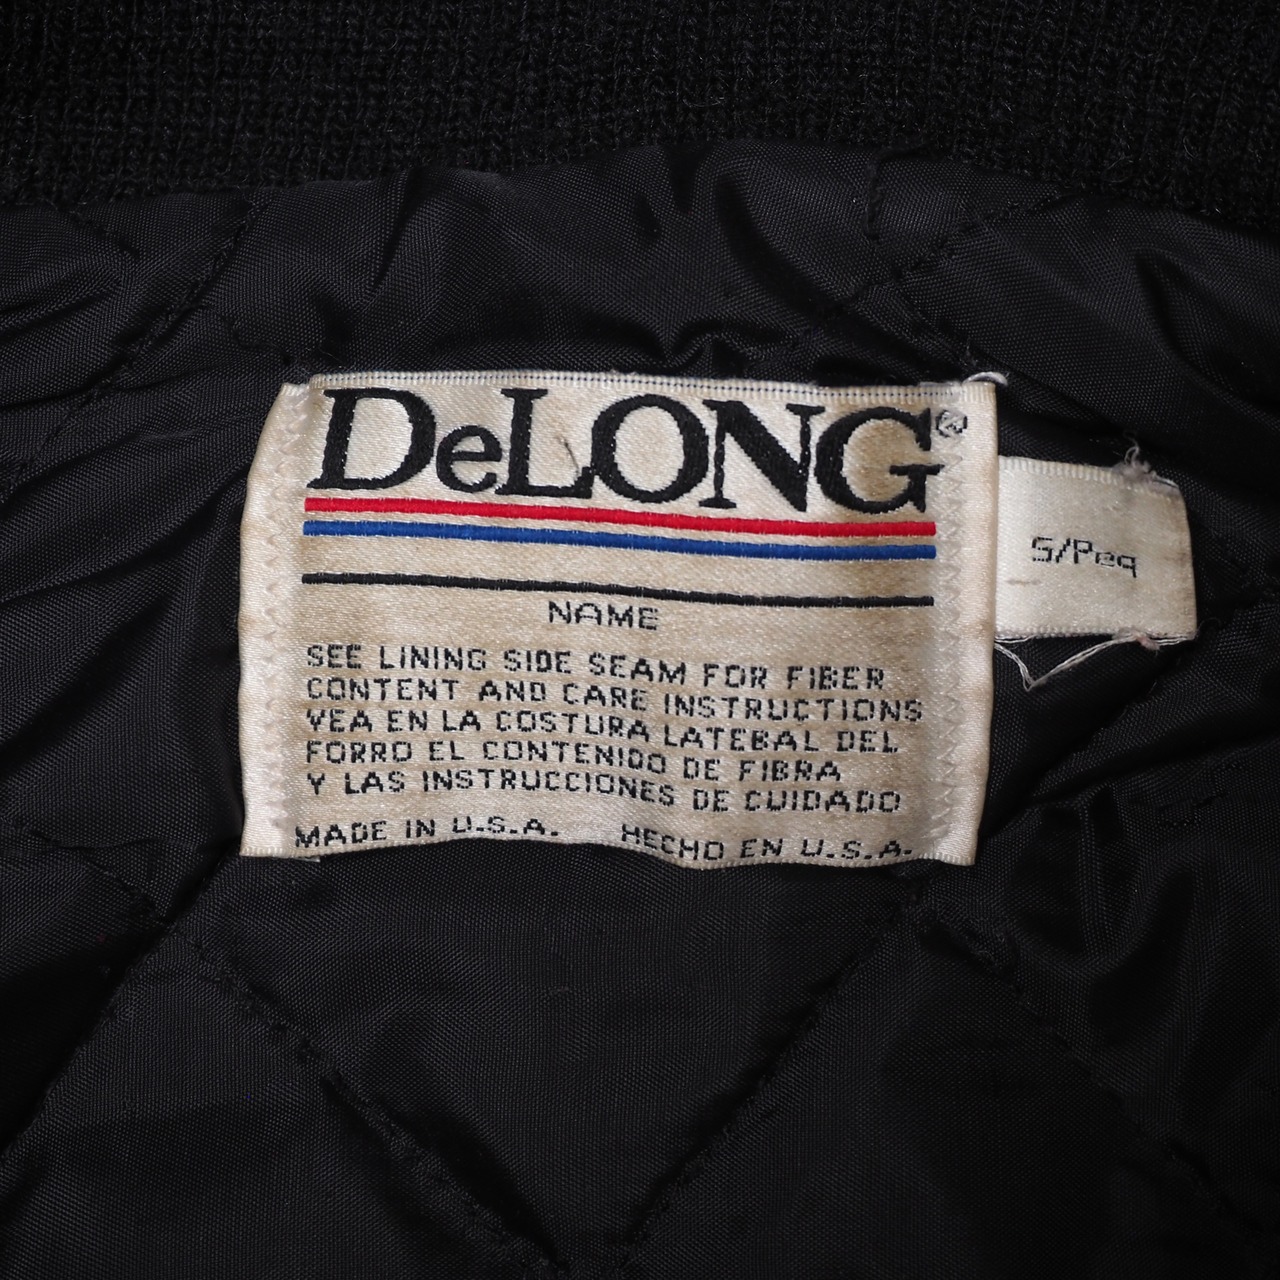 DeLONG®
S/Peq
NAME
SEE LINING SIDE SEAM FOR FIBER
CONTENT AND CARE INSTRUCTIONS
VEA EN LA COSTURA LATEBAL DEL
FORRO EL CONTENIDO DE FIBRA
Y LAS INSTRUCCIONES DE CUIDADO
MADE IN U.S.A. HECHO EN U.S.A.